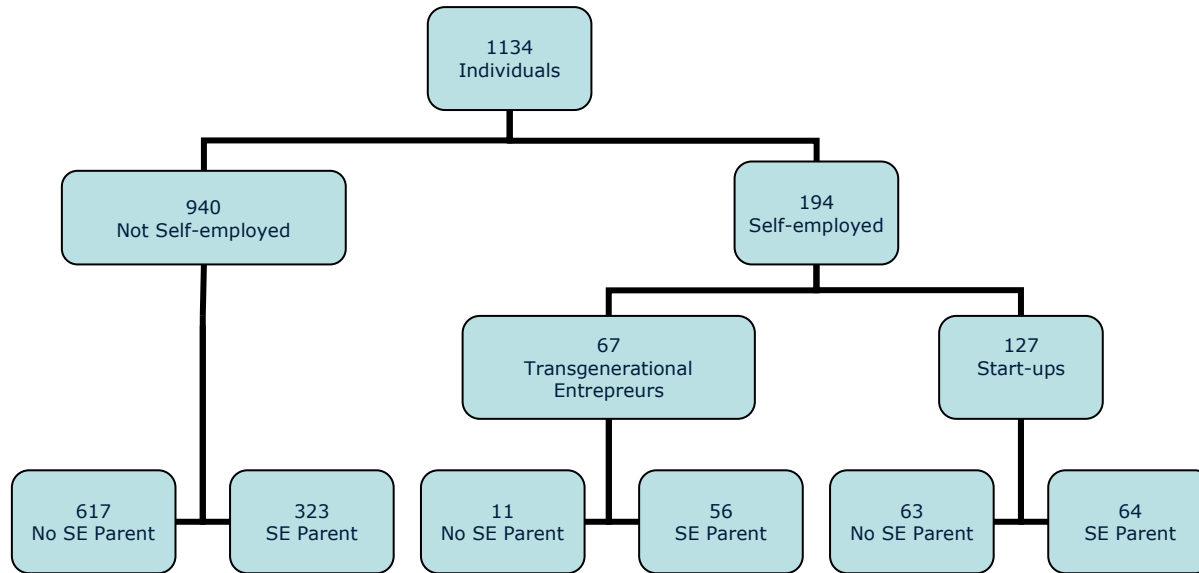 1134
Individuals
940
Not Self-employed
194
Self-employed
67
Transgenerational
Entrepreurs
127
Start-ups
617
No SE Parent
323
SE Parent
11
No SE Parent
56
SE Parent
63
No SE Parent
64
SE Parent